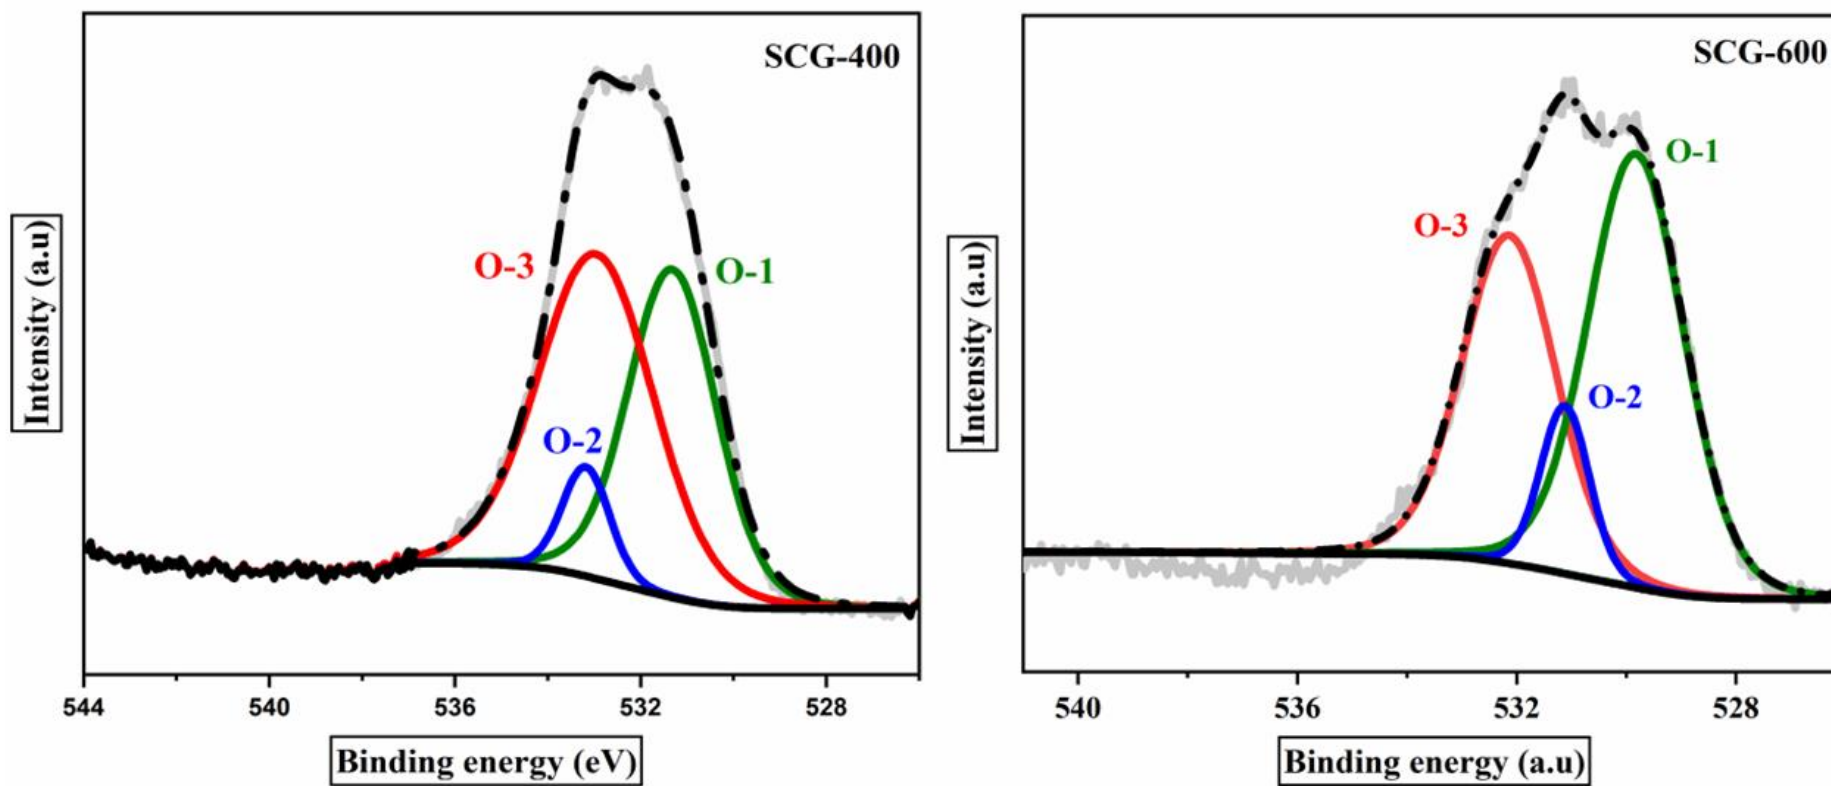 SCG-400
O-3
O-1
O-2
Intensity (a.u)
544 540 536 532 528
Binding energy (eV)
SCG-600
O-1
O-3
O-2
Intensity (a.u)
540 536 532 528
Binding energy (a.u)